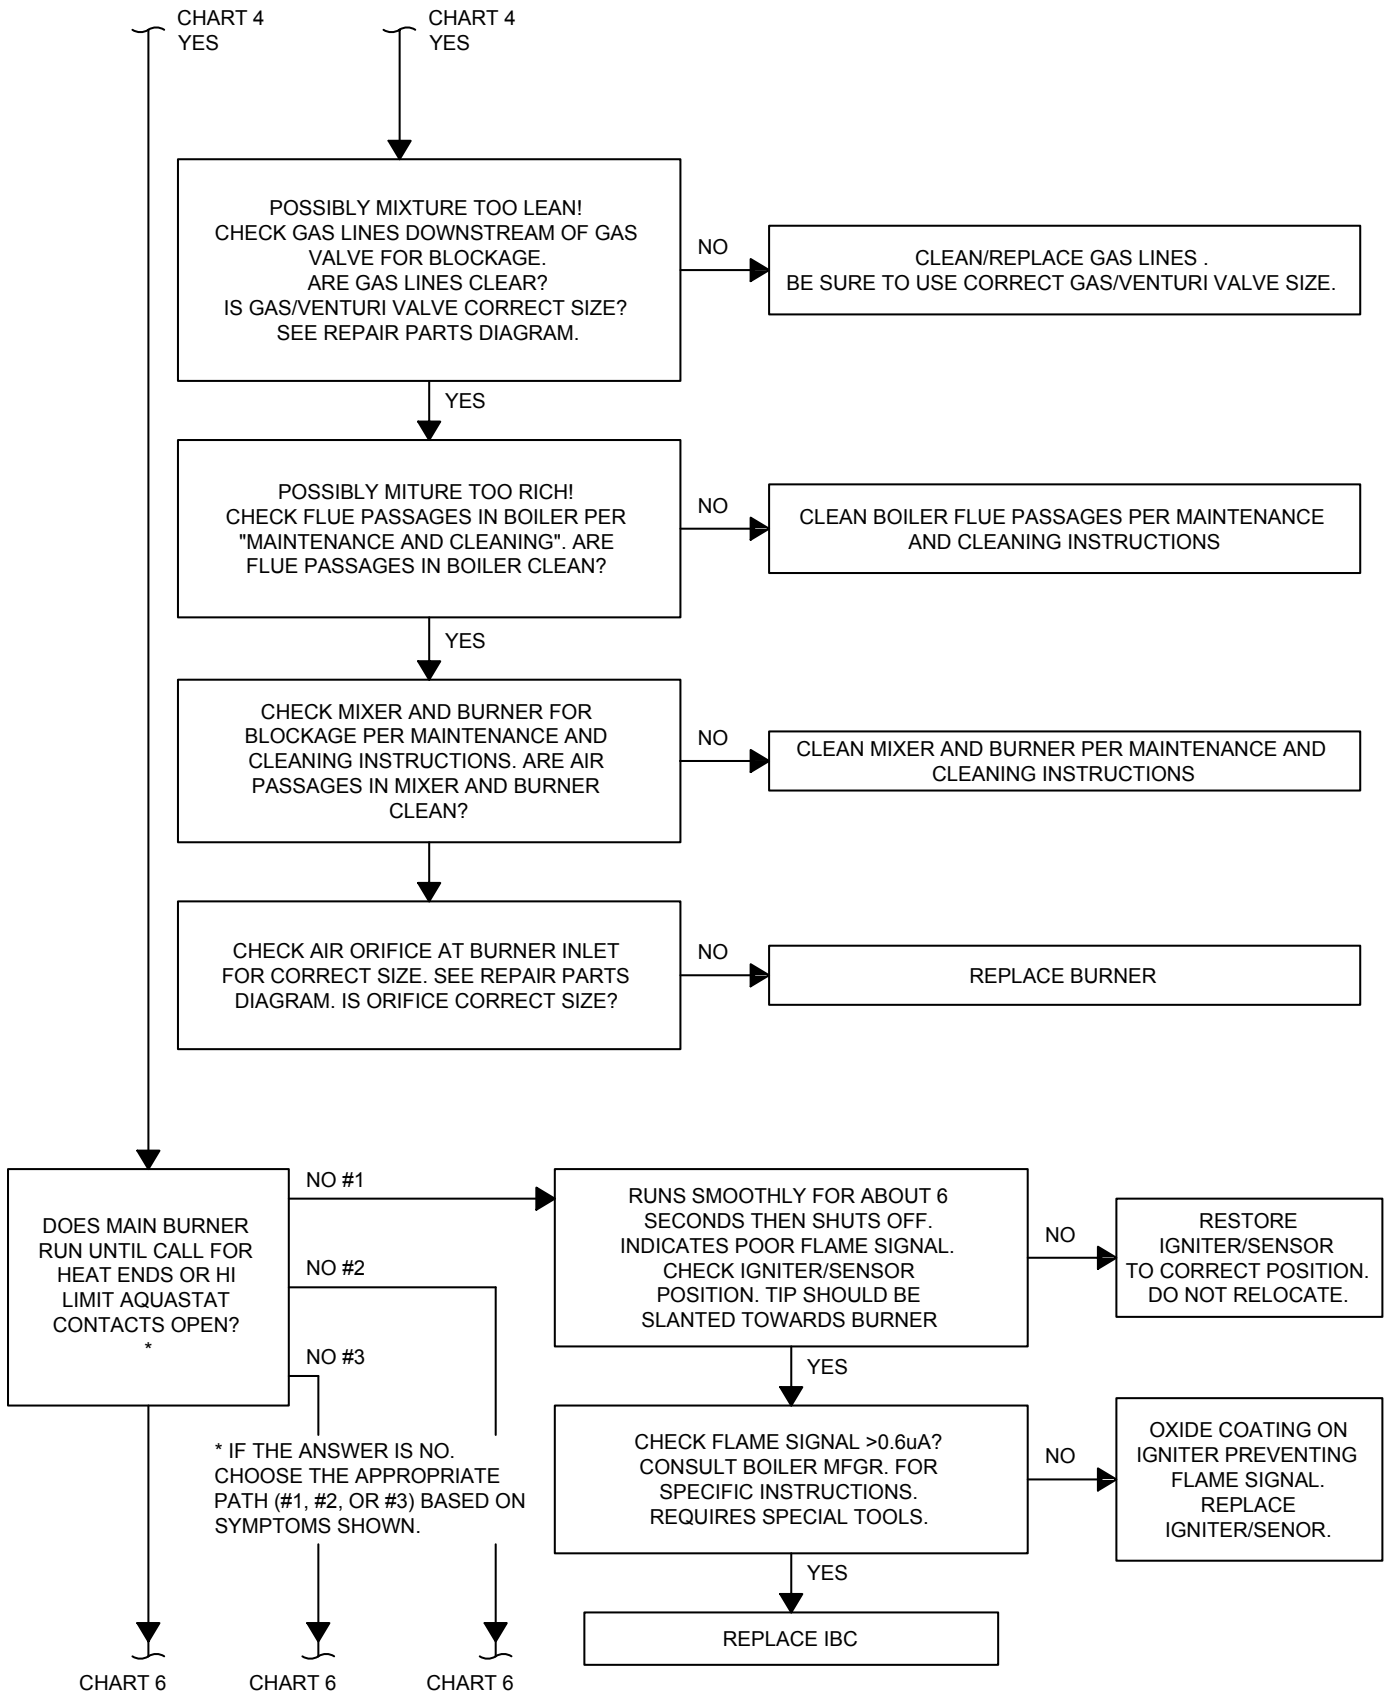 CHART 4
YES
CHART 4
YES
POSSIBLY MIXTURE TOO LEAN!
CHECK GAS LINES DOWNSTREAM OF GAS
VALVE FOR BLOCKAGE.
ARE GAS LINES CLEAR?
IS GAS/VENTURI VALVE CORRECT SIZE?
SEE REPAIR PARTS DIAGRAM.
NO
CLEAN/REPLACE GAS LINES .
BE SURE TO USE CORRECT GAS/VENTURI VALVE SIZE.
YES
POSSIBLY MITURE TOO RICH!
CHECK FLUE PASSAGES IN BOILER PER
"MAINTENANCE AND CLEANING". ARE
FLUE PASSAGES IN BOILER CLEAN?
NO
CLEAN BOILER FLUE PASSAGES PER MAINTENANCE
AND CLEANING INSTRUCTIONS
YES
CHECK MIXER AND BURNER FOR
BLOCKAGE PER MAINTENANCE AND
CLEANING INSTRUCTIONS. ARE AIR
PASSAGES IN MIXER AND BURNER
CLEAN?
NO
CLEAN MIXER AND BURNER PER MAINTENANCE AND
CLEANING INSTRUCTIONS
CHECK AIR ORIFICE AT BURNER INLET
FOR CORRECT SIZE. SEE REPAIR PARTS
DIAGRAM. IS ORIFICE CORRECT SIZE?
NO
REPLACE BURNER
DOES MAIN BURNER
RUN UNTIL CALL FOR
HEAT ENDS OR HI
LIMIT AQUASTAT
CONTACTS OPEN?
*
NO #1
NO #2
NO #3
RUNS SMOOTHLY FOR ABOUT 6
SECONDS THEN SHUTS OFF.
INDICATES POOR FLAME SIGNAL.
CHECK IGNITER/SENSOR
POSITION. TIP SHOULD BE
SLANTED TOWARDS BURNER
NO
RESTORE
IGNITER/SENSOR
TO CORRECT POSITION.
DO NOT RELOCATE.
YES
* IF THE ANSWER IS NO.
CHOOSE THE APPROPRIATE
PATH (#1, #2, OR #3) BASED ON
SYMPTOMS SHOWN.
CHECK FLAME SIGNAL >0.6uA?
CONSULT BOILER MFGR. FOR
SPECIFIC INSTRUCTIONS.
REQUIRES SPECIAL TOOLS.
NO
OXIDE COATING ON
IGNITER PREVENTING
FLAME SIGNAL.
REPLACE
IGNITER/SENOR.
YES
REPLACE IBC
CHART 6
CHART 6
CHART 6